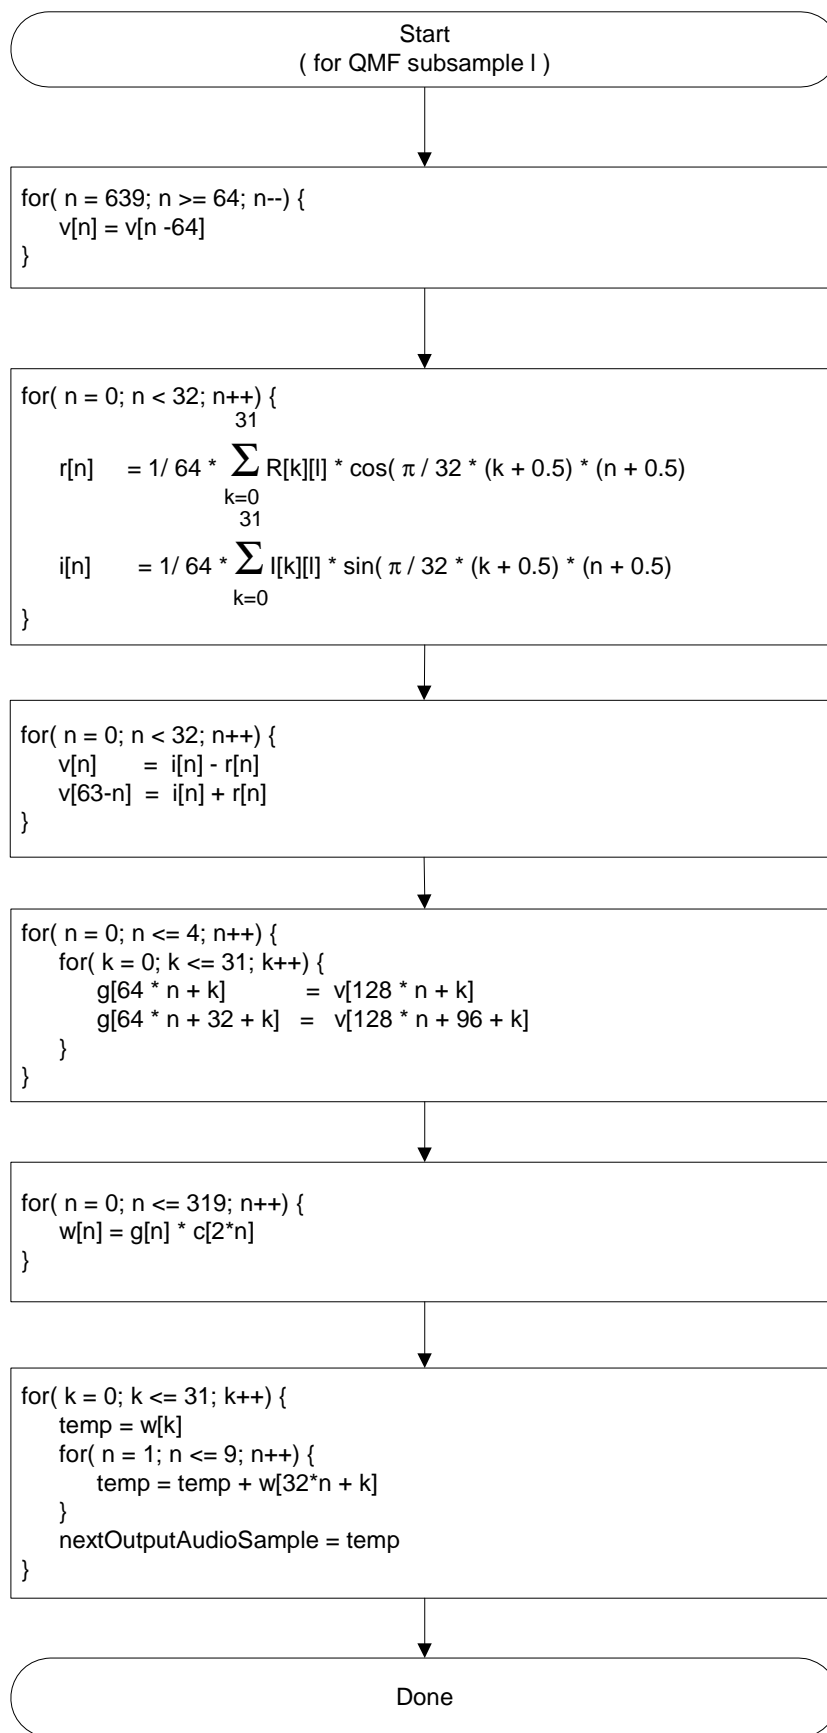 Start
( for QMF subsample l )
for( n = 639; n >= 64; n--) {
v[n] = v[n -64]
}
for( n = 0; n < 32; n++) {
31
r[n] = 1/ 64 * Σ R[k][l] * cos( π / 32 * (k + 0.5) * (n + 0.5)
k=0
31
i[n] = 1/ 64 * Σ I[k][l] * sin( π / 32 * (k + 0.5) * (n + 0.5)
k=0
}
for( n = 0; n < 32; n++) {
v[n] = i[n] - r[n]
v[63-n] = i[n] + r[n]
}
for( n = 0; n <= 4; n++) {
for( k = 0; k <= 31; k++) {
g[64 * n + k] = v[128 * n + k]
g[64 * n + 32 + k] = v[128 * n + 96 + k]
}
}
for( n = 0; n <= 319; n++) {
w[n] = g[n] * c[2*n]
}
for( k = 0; k <= 31; k++) {
temp = w[k]
for( n = 1; n <= 9; n++) {
temp = temp + w[32*n + k]
}
nextOutputAudioSample = temp
}
Done